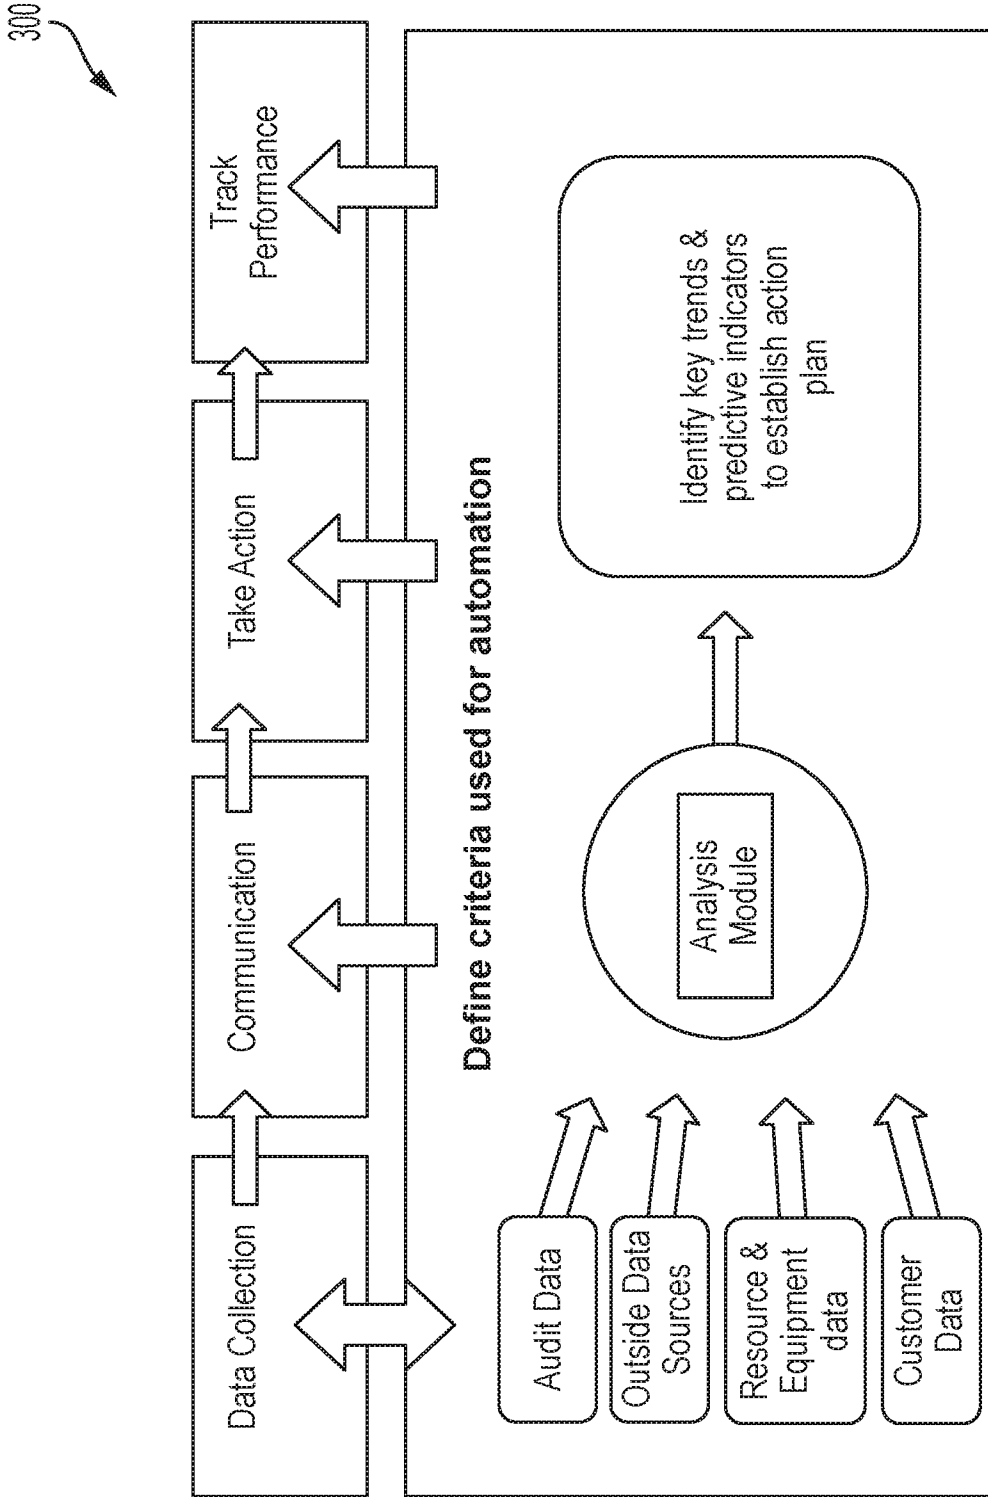 300
Data Collection
Communication
Take Action
Track
Performance
Define criteria used for automation
Audit Data
Outside Data
Sources
Resource &
Equipment
data
Customer
Data
Analysis
Module
Identify key trends &
predictive indicators
to establish action
plan